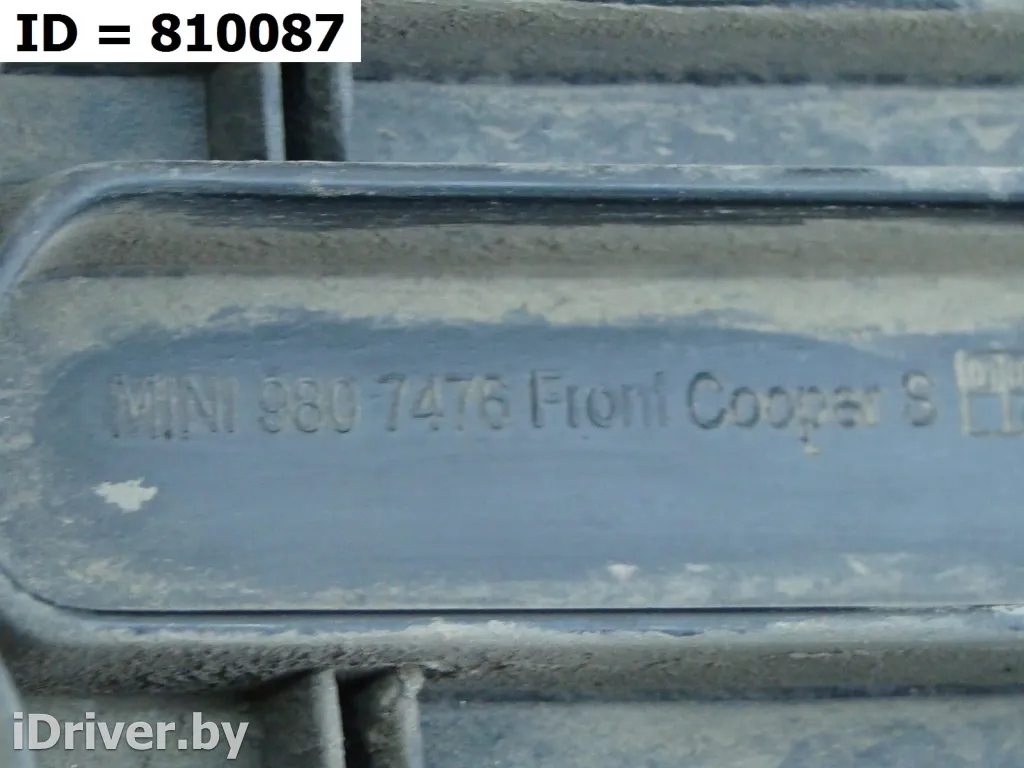 ID = 810087
MINI 980 7476 Front Cooper S
iDriver.by